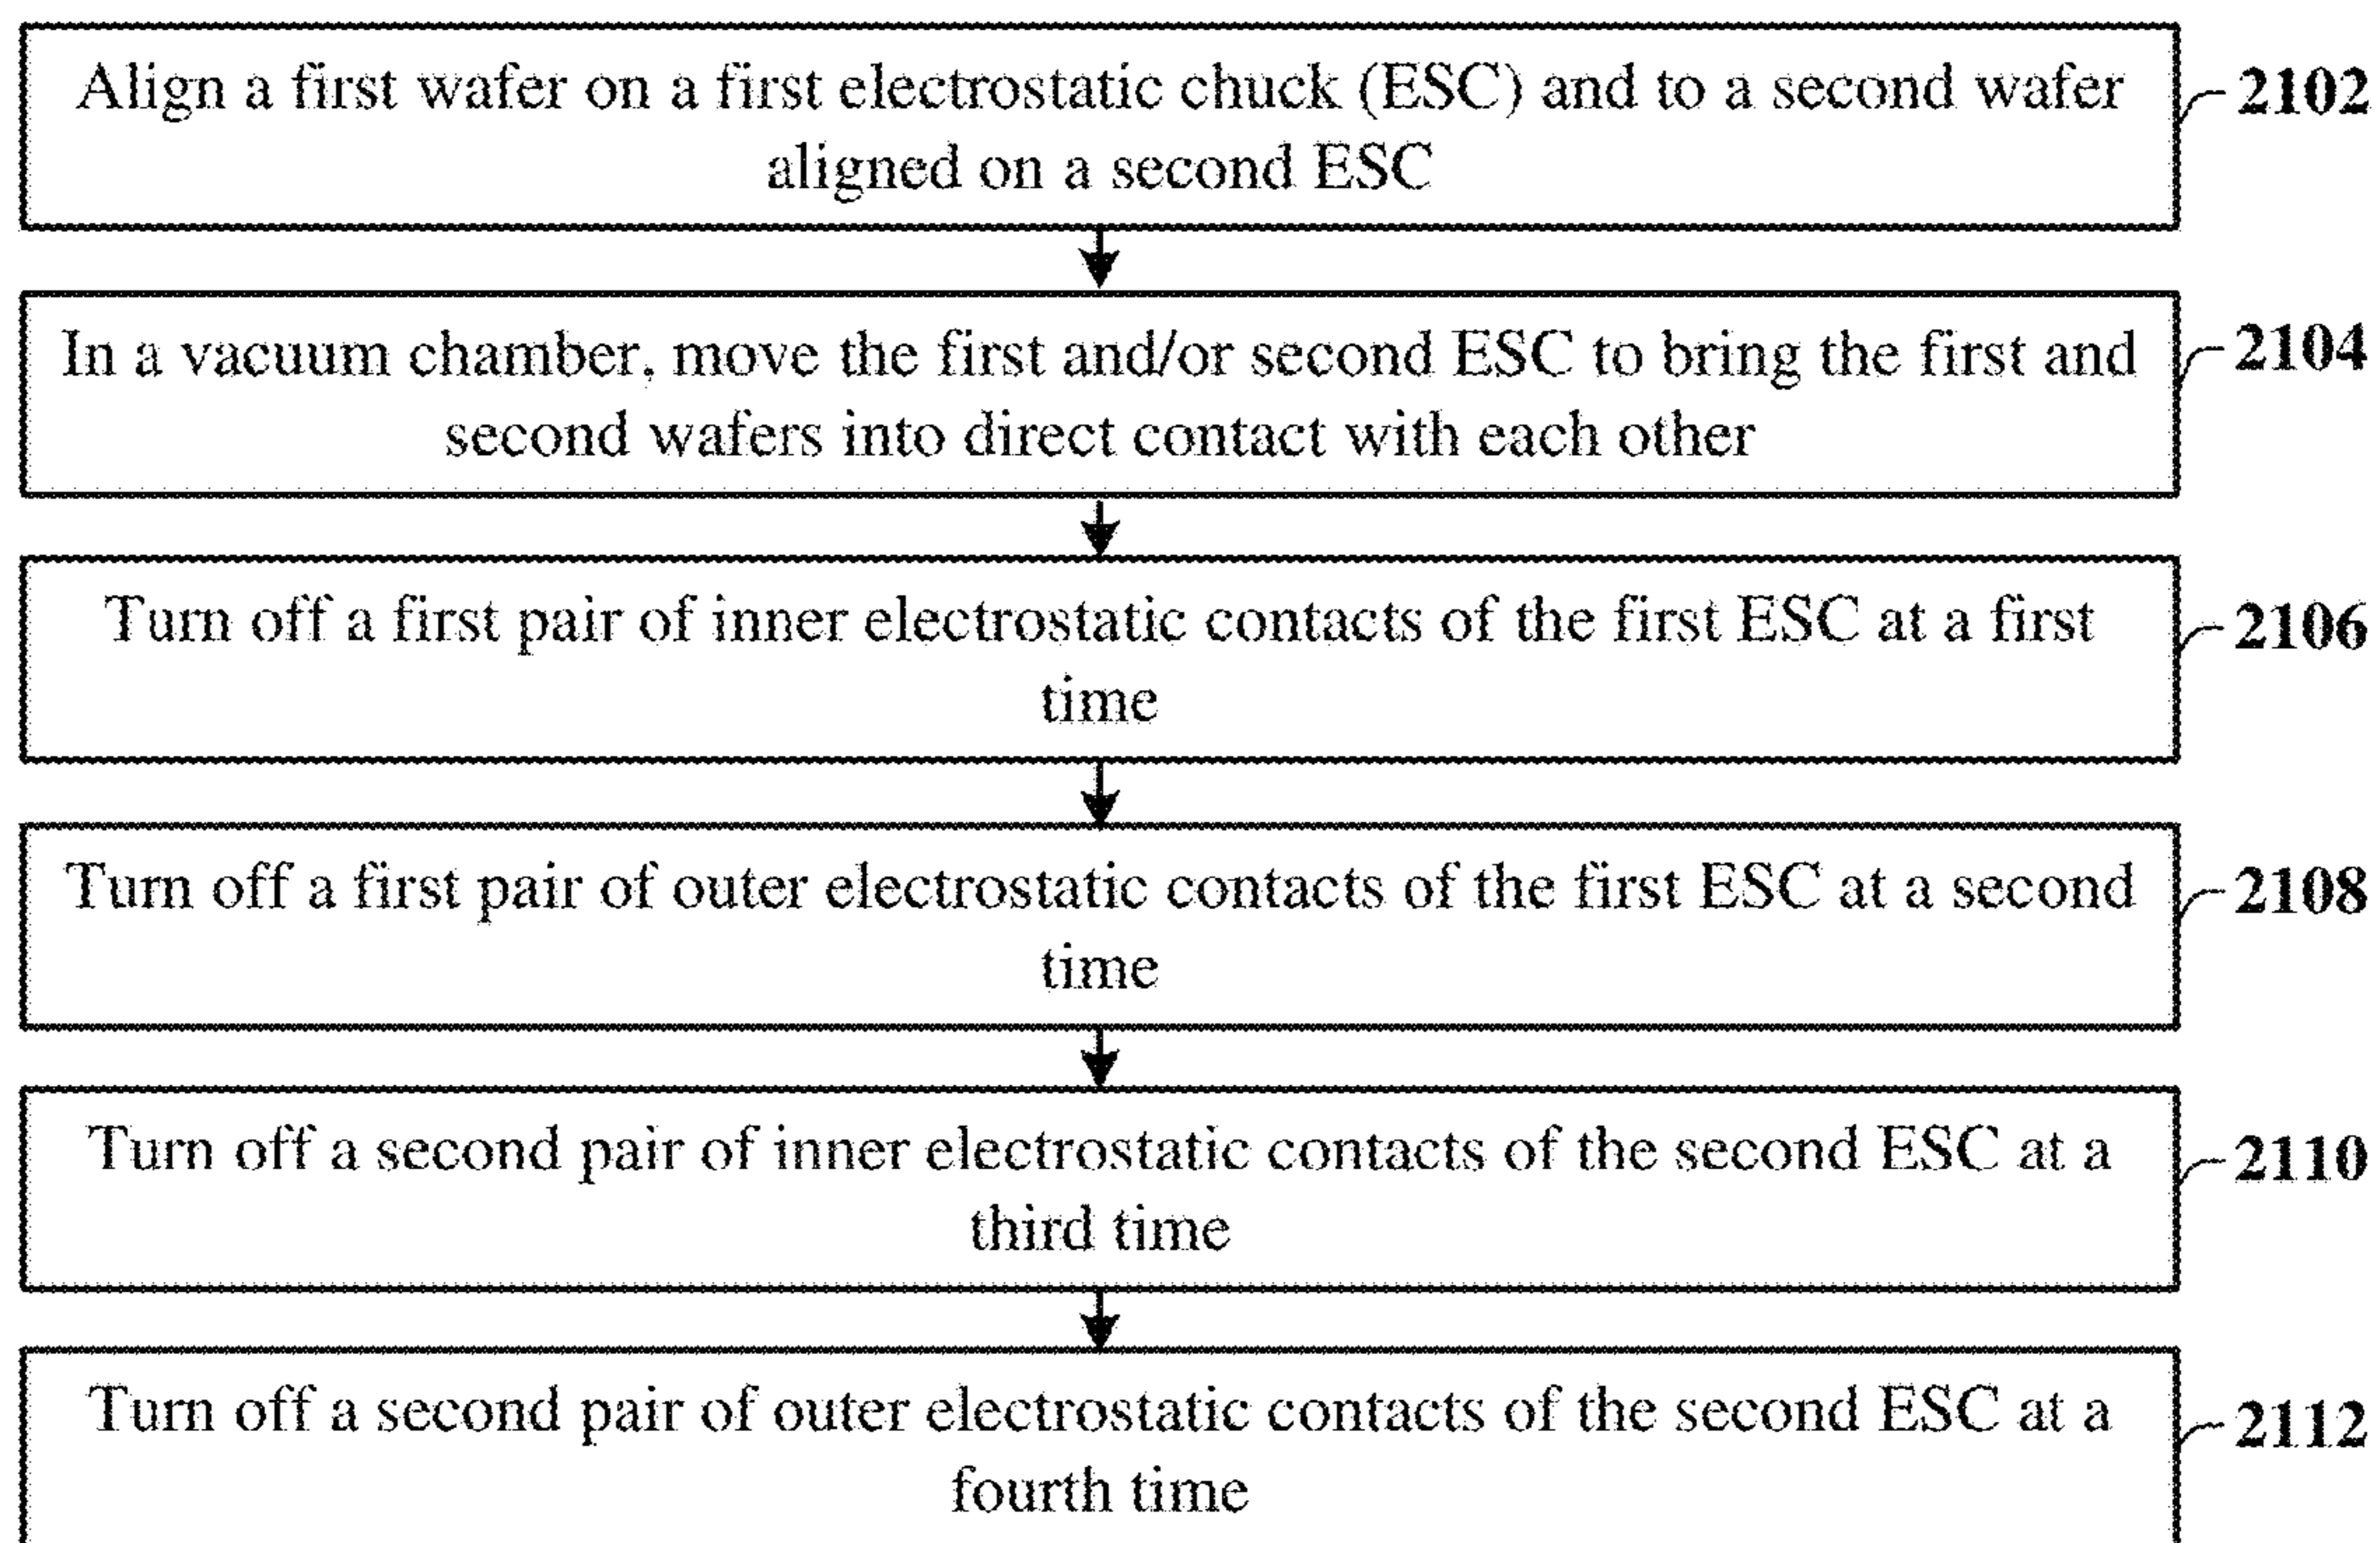 Align a first wafer on a first electrostatic chuck (ESC) and to a second wafer
aligned on a second ESC
2102
In a vacuum chamber, move the first and/or second ESC to bring the first and
second wafers into direct contact with each other
2104
Turn off a first pair of inner electrostatic contacts of the first ESC at a first
time
2106
Turn off a first pair of outer electrostatic contacts of the first ESC at a second
time
2108
Turn off a second pair of inner electrostatic contacts of the second ESC at a
third time
2110
Turn off a second pair of outer electrostatic contacts of the second ESC at a
fourth time
2112